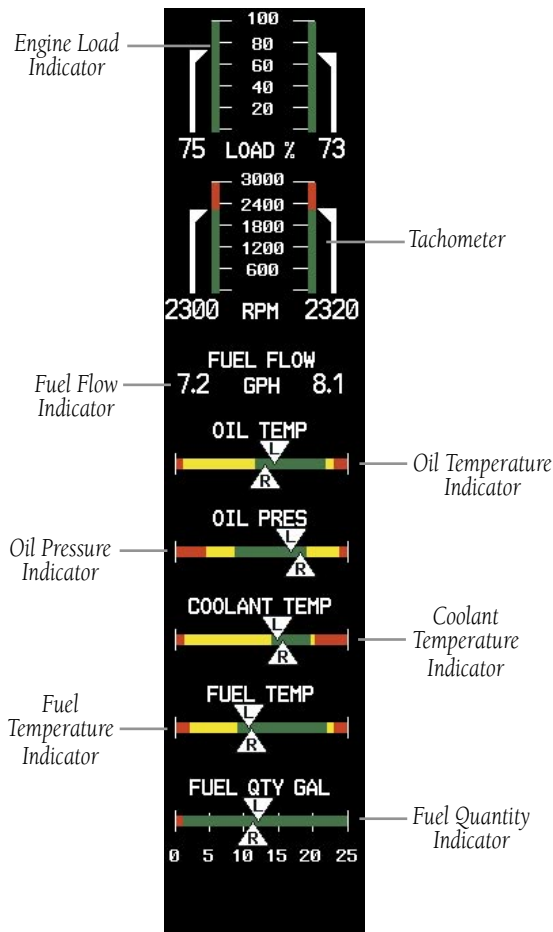 Engine Load
Indicator
100
80
60
40
20
75 LOAD % 73
3000
2400
1800
1200
600
Tachometer
2300 RPM 2320
FUEL FLOW
7.2 GPH 8.1
Fuel Flow
Indicator
OIL TEMP
L
R
Oil Temperature
Indicator
OIL PRES
L
R
Oil Pressure
Indicator
COOLANT TEMP
L
R
Coolant
Temperature
Indicator
FUEL TEMP
L
R
Fuel
Temperature
Indicator
FUEL QTY GAL
L
R
0 5 10 15 20 25
Fuel Quantity
Indicator